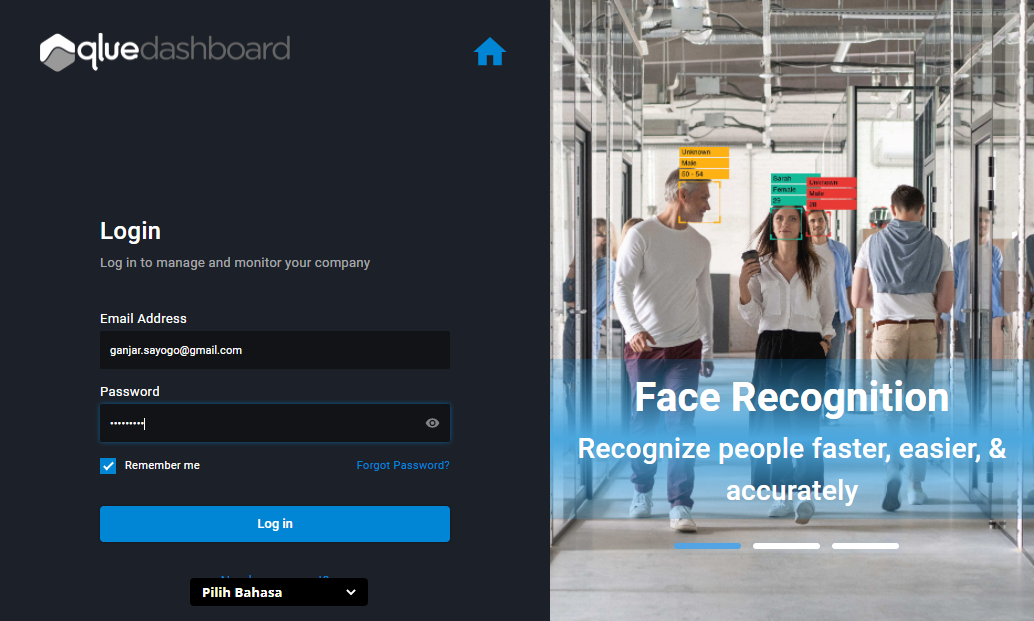 qluedashboard
Login
Log in to manage and monitor your company
Email Address
ganjar.sayogo@gmail.com
Password
•••••••••
Remember me
Forgot Password?
Log in
Pilih Bahasa
Unknown
Male
50 - 54
Sarah
Female
29
Unknown
Male
Face Recognition
Recognize people faster, easier, &
accurately